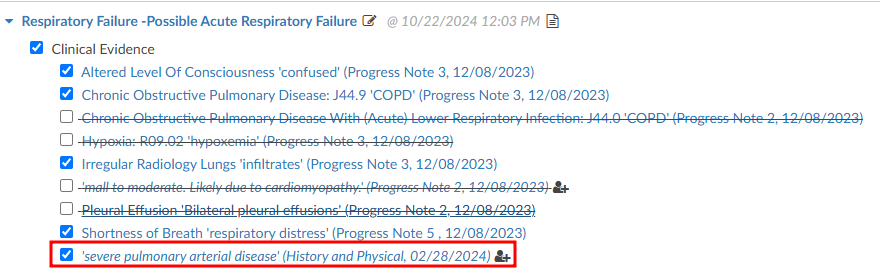 Respiratory Failure -Possible Acute Respiratory Failure @ 10/22/2024 12:03 PM
Clinical Evidence
Altered Level Of Consciousness 'confused' (Progress Note 3, 12/08/2023)
Chronic Obstructive Pulmonary Disease: J44.9 'COPD' (Progress Note 3, 12/08/2023)
Chronic Obstructive Pulmonary Disease With (Acute) Lower Respiratory Infection: J44.0 'COPD' (Progress Note 2, 12/08/2023)
Hypoxia: R09.02 'hypoxemia' (Progress Note 3, 12/08/2023)
Irregular Radiology Lungs 'infiltrates' (Progress Note 3, 12/08/2023)
'mall to moderate. Likely due to cardiomyopathy.' (Progress Note 2, 12/08/2023)
Pleural Effusion 'Bilateral pleural effusions' (Progress Note 2, 12/08/2023)
Shortness of Breath 'respiratory distress' (Progress Note 5 , 12/08/2023)
'severe pulmonary arterial disease' (History and Physical, 02/28/2024)